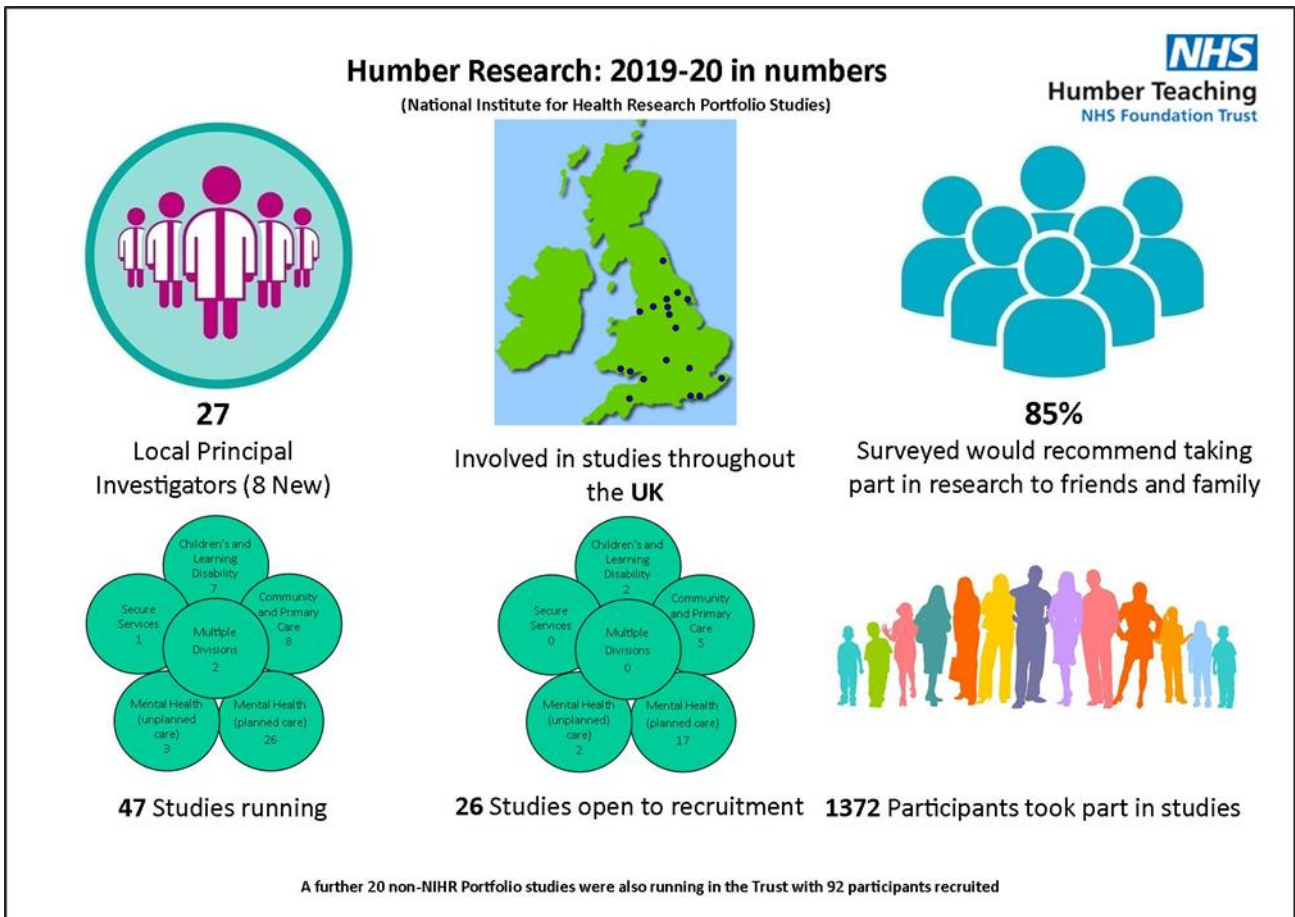 Humber Research: 2019-20 in numbers
(National Institute for Health Research Portfolio Studies)
NHS
Humber Teaching
NHS Foundation Trust
27
Local Principal
Investigators (8 New)
Involved in studies throughout
the UK
85%
Surveyed would recommend taking
part in research to friends and family
Children's and
Learning
Disability
7
Community
and Primary
Care
8
Secure
Services
1
Multiple
Divisions
2
Mental Health
(unplanned
care)
3
Mental Health
(planned care)
26
47 Studies running
Children's and
Learning
Disability
2
Community
and Primary
Care
5
Secure
Services
0
Multiple
Divisions
0
Mental Health
(unplanned) care)
2
Mental Health
(planned care)
17
26 Studies open to recruitment
1372 Participants took part in studies
A further 20 non-NIHR Portfolio studies were also running in the Trust with 92 participants recruited